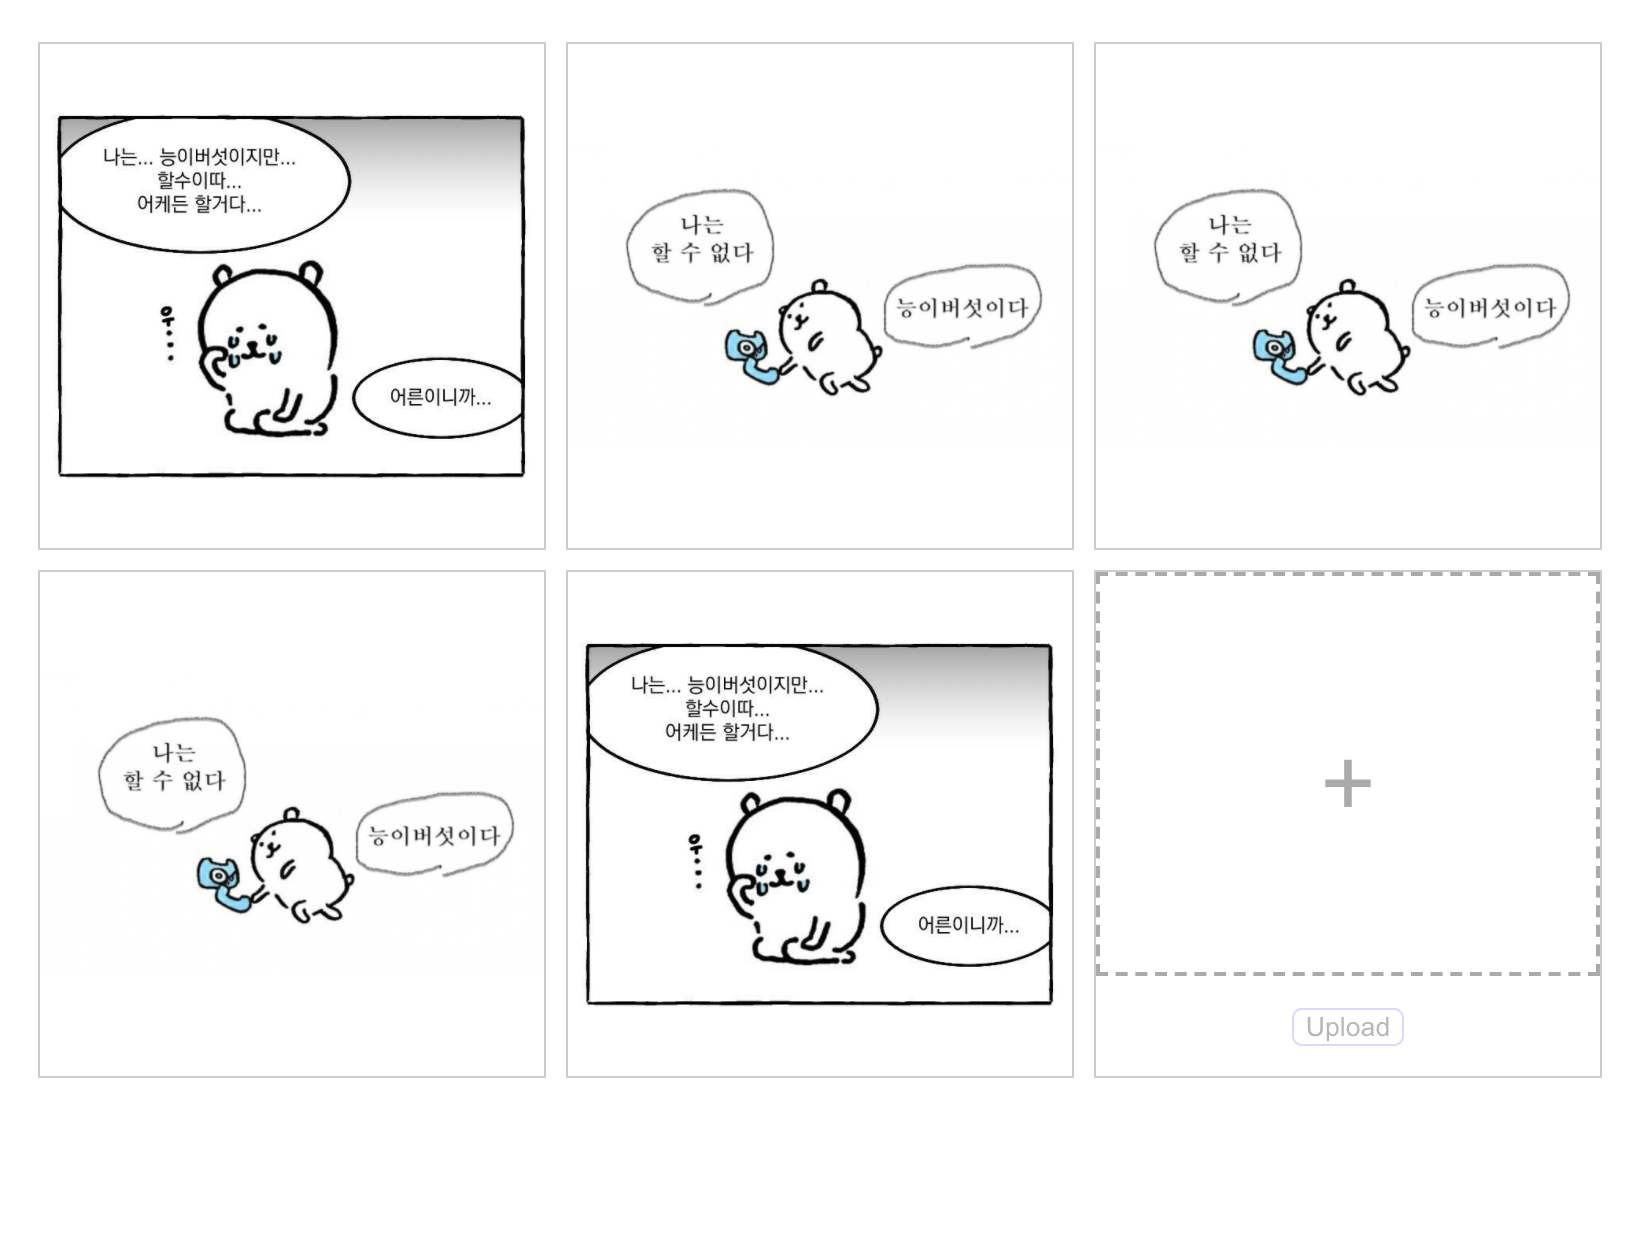 나는... 능이버섯이지만...
할수이따...
어케든 할거다...
우....
어른이니까...
나는
할 수 없다
능이버섯이다
나는
할 수 없다
능이버섯이다
나는
할 수 없다
능이버섯이다
나는... 능이버섯이지만...
할수이따...
어케든 할거다...
우....
어른이니까...
+
Upload